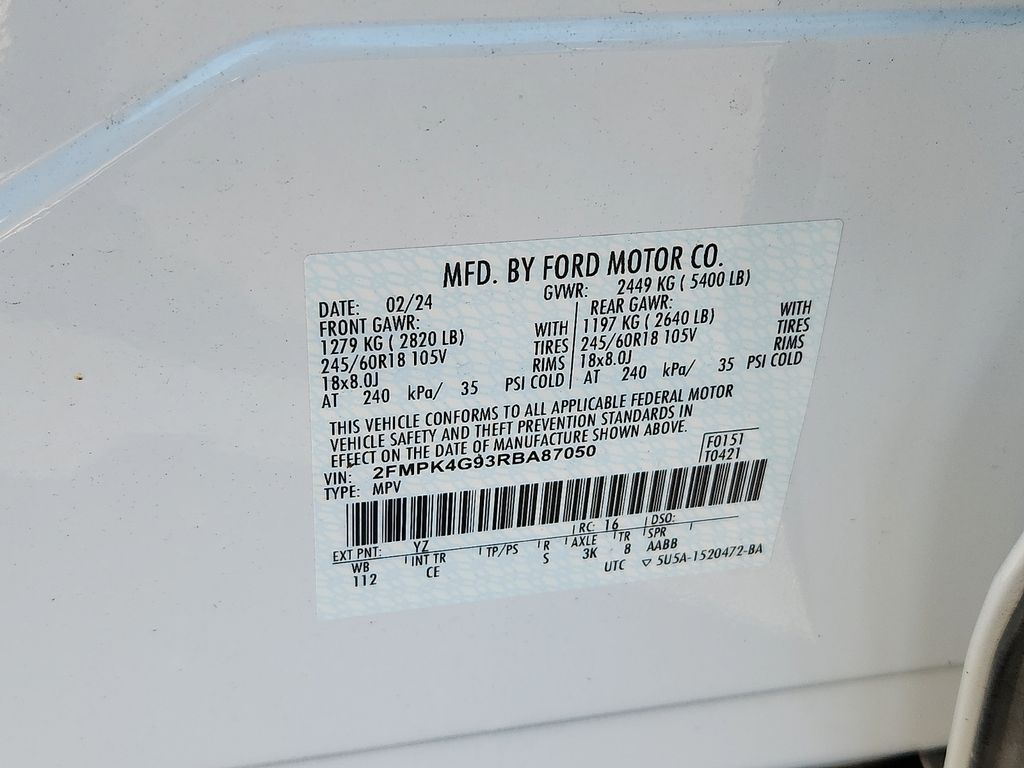 MFD. BY FORD MOTOR CO.
DATE: 02/24 GVWR: 2449 KG ( 5400 LB)
FRONT GAWR: WITH REAR GAWR: WITH
1279 KG ( 2820 LB) TIRES 1197 KG ( 2640 LB) TIRES
245/60R18 105V RIMS 245/60R18 105V RIMS
18x8.0J PSI COLD 18x8.0J PSI COLD
AT 240 kPa/ 35 AT 240 kPa/ 35
THIS VEHICLE CONFORMS TO ALL APPLICABLE FEDERAL MOTOR
VEHICLE SAFETY AND THEFT PREVENTION STANDARDS IN
EFFECT ON THE DATE OF MANUFACTURE SHOWN ABOVE.
VIN: 2FMPK4G93RBA87050 F0151
TYPE: MPV T0421
EXT PNT: YZ RC: 16 DSO:
WB INT TR TP/PS R AXLE TR SPR
112 CE S 3K 8 AABB
UTC ▽ 5U5A-1520472-BA